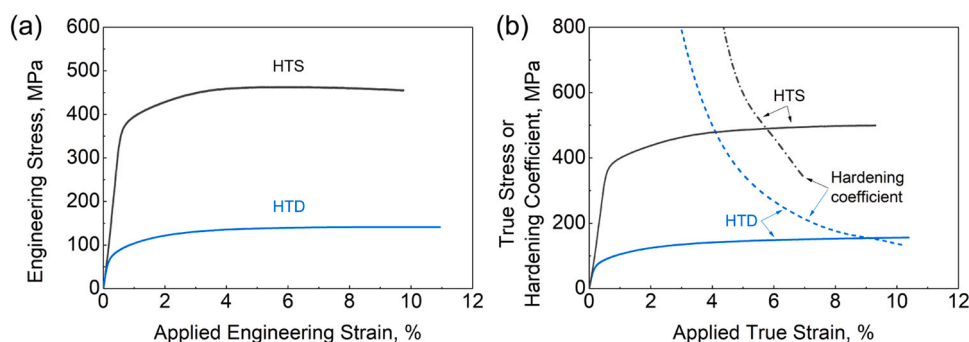 (a)
Engineering Stress, MPa
600
500
400
300
200
100
0
HTS
HTD
0
2
4
6
8
10
12
Applied Engineering Strain, %
(b)
True Stress or
Hardening Coefficient, MPa
800
600
400
200
0
HTS
Hardening
coefficient
HTD
0
2
4
6
8
10
12
Applied True Strain, %